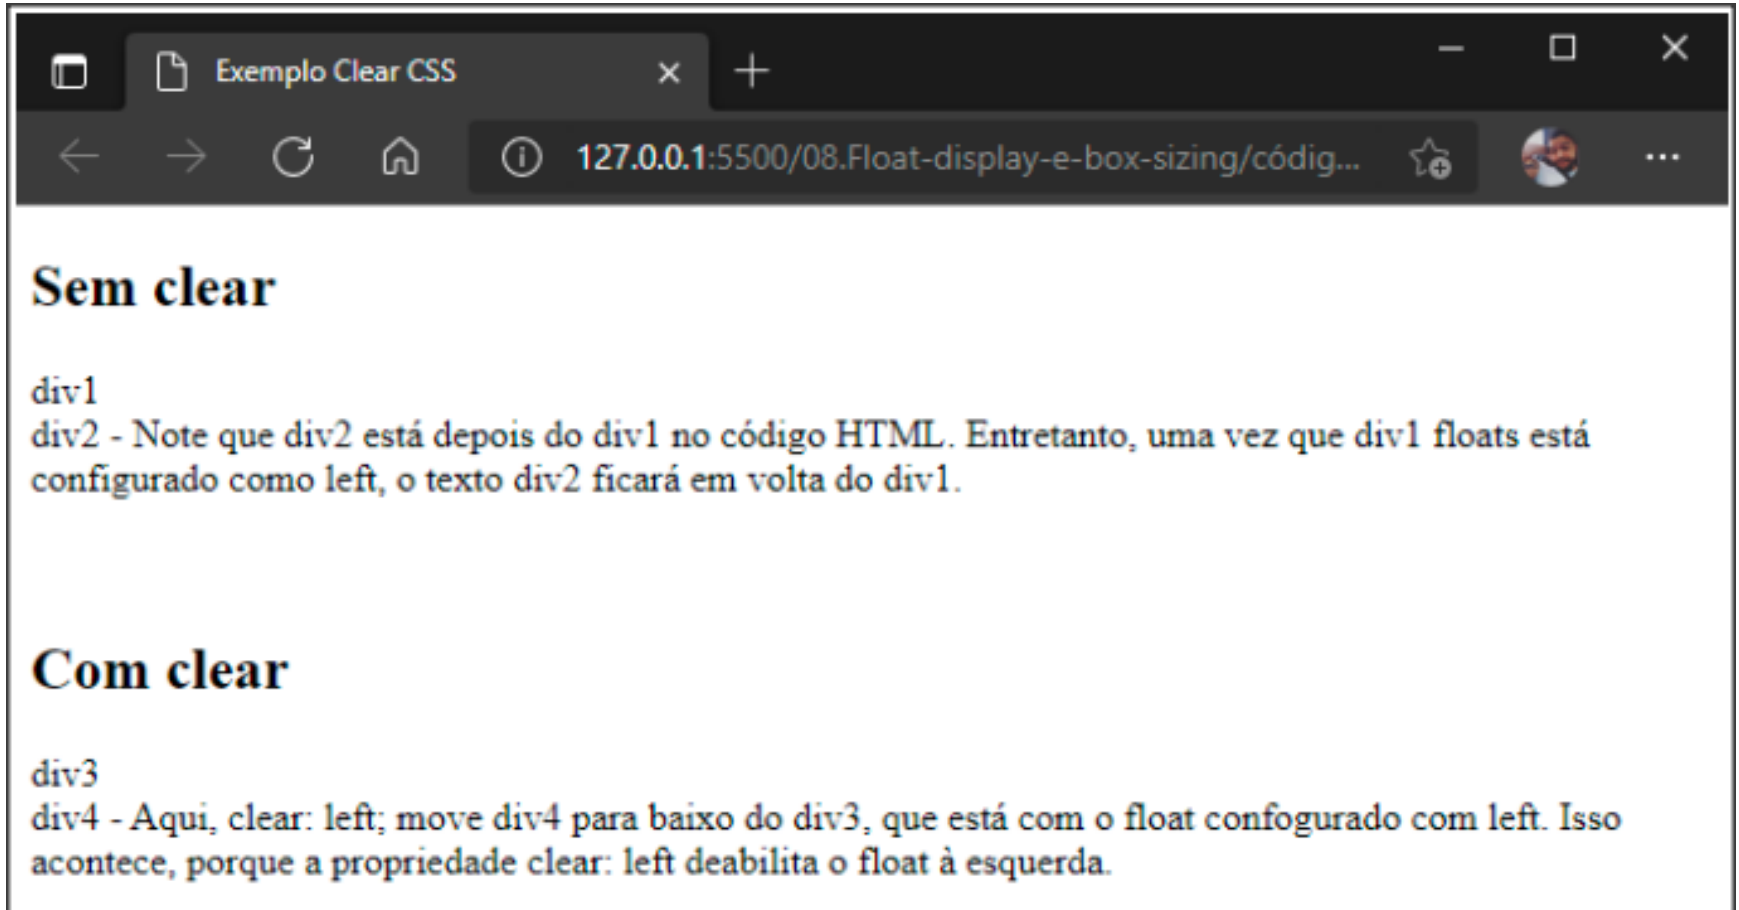 Exemplo Clear CSS
127.0.0.1:5500/08.Float-display-e-box-sizing/códig...
Sem clear
div1
div2 - Note que div2 está depois do div1 no código HTML. Entretanto, uma vez que div1 floats está
configurado como left, o texto div2 ficará em volta do div1.
Com clear
div3
div4 - Aqui, clear: left; move div4 para baixo do div3, que está com o float confogurado com left. Isso
acontece, porque a propriedade clear: left deabilita o float à esquerda.